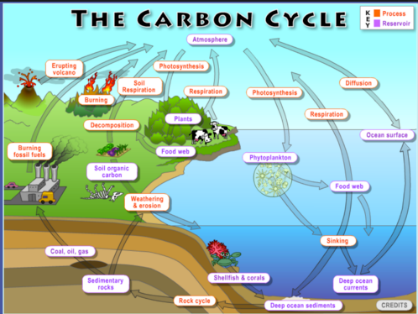 THE CARBON CYCLE
KEY
Process
Reservoir
Atmosphere
Erupting
volcano
Photosynthesis
Soil
Respiration
Burning
Respiration
Photosynthesis
Diffusion
Respiration
Decomposition
Plants
Ocean surface
Burning
fossil fuels
Food web
Phytoplankton
Soil organic
carbon
Food web
Weathering
& erosion
Sinking
Coal, oil, gas
Shellfish & corals
Sedimentary
rocks
Deep ocean
currents
Rock cycle
Deep ocean sediments
CREDITS